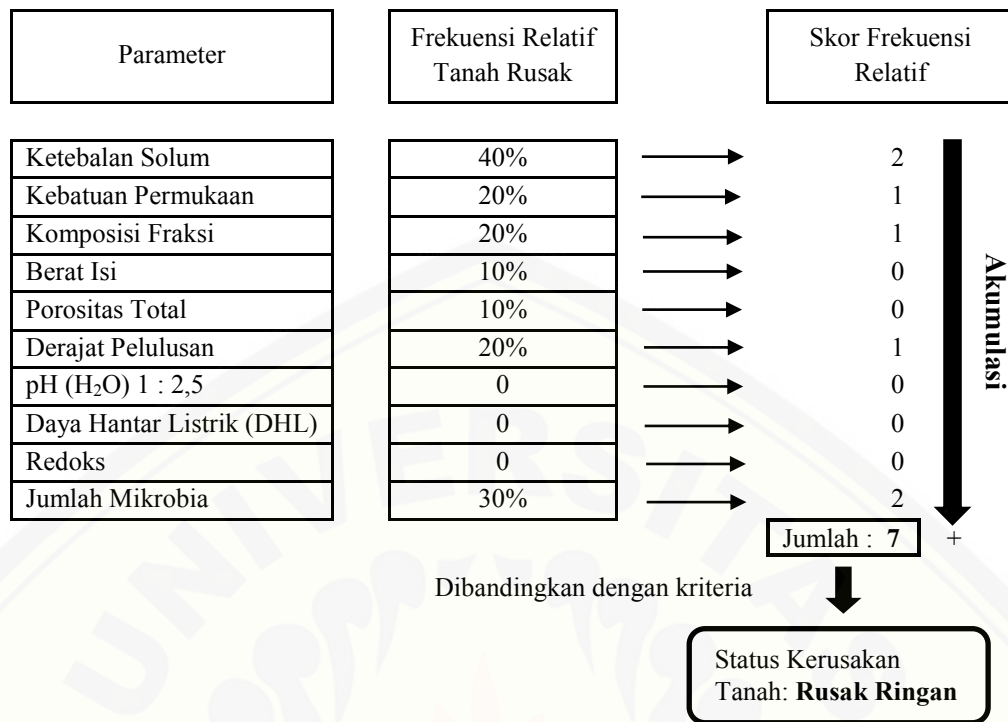 Parameter
Frekuensi Relatif
Tanah Rusak
Skor Frekuensi
Relatif
Ketebalan Solum 40% 2
Kebatuan Permukaan 20% 1
Komposisi Fraksi 20% 1
Berat Isi 10% 0
Porositas Total 10% 0
Derajat Pelulusan 20% 1
pH (H₂O) 1 : 2,5 0 0
Daya Hantar Listrik (DHL) 0 0
Redoks 0 0
Jumlah Mikrobia 30% 2
Akumulasi
Jumlah : 7 +
Dibandingkan dengan kriteria
Status Kerusakan
Tanah: Rusak Ringan
UNIVERSITAS